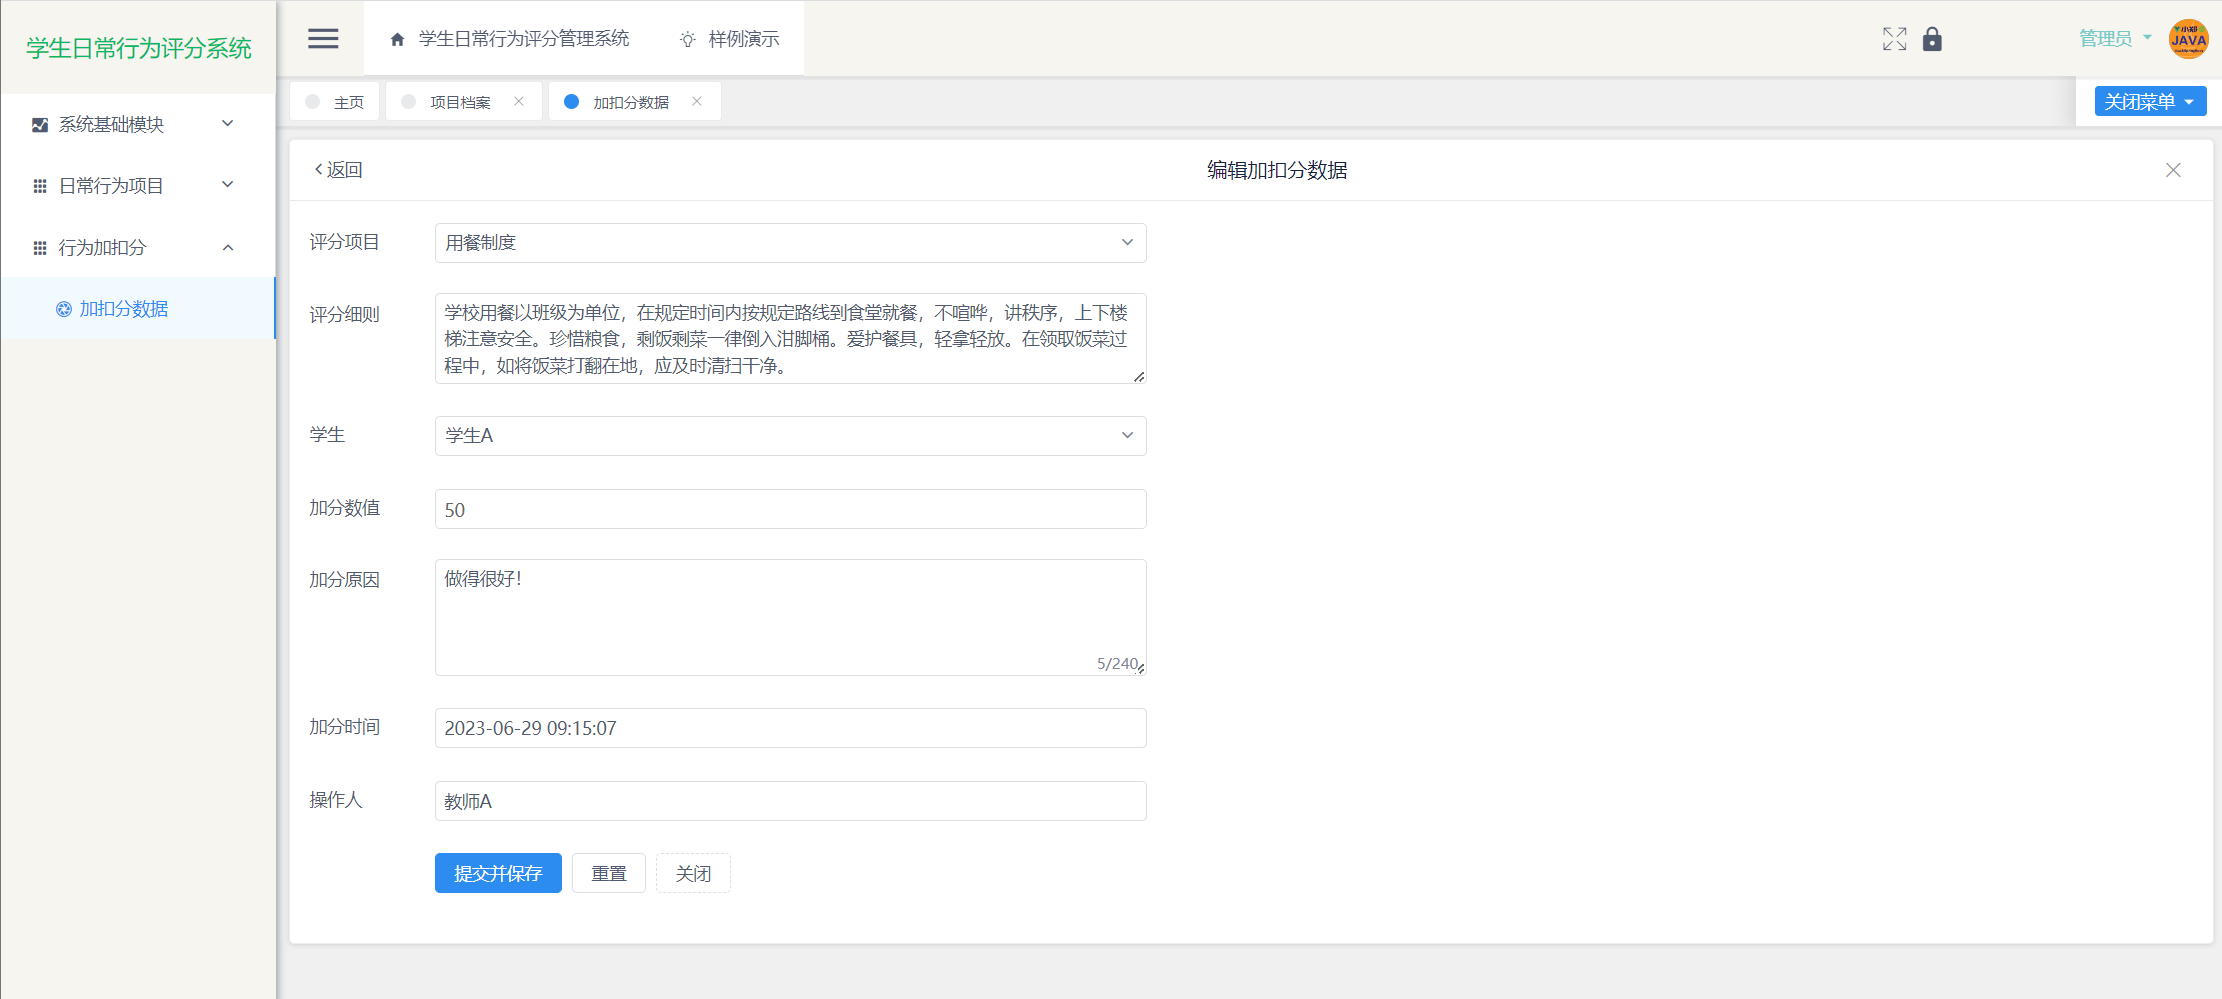 学生日常行为评分系统
学生日常行为评分管理系统
样例演示
管理员
小郑
JAVA
主页
项目档案
加扣分数据
关闭菜单
系统基础模块
日常行为项目
行为加扣分
加扣分数据
返回
编辑加扣分数据
评分项目
用餐制度
评分细则
学校用餐以班级为单位，在规定时间内按规定路线到食堂就餐，不喧哗，讲秩序，上下楼
梯注意安全。珍惜粮食，剩饭剩菜一律倒入泔脚桶。爱护餐具，轻拿轻放。在领取饭菜过
程中，如将饭菜打翻在地，应及时清扫干净。
学生
学生A
加分数值
50
加分原因
做得很好！
5/240
加分时间
2023-06-29 09:15:07
操作人
教师A
提交并保存
重置
关闭